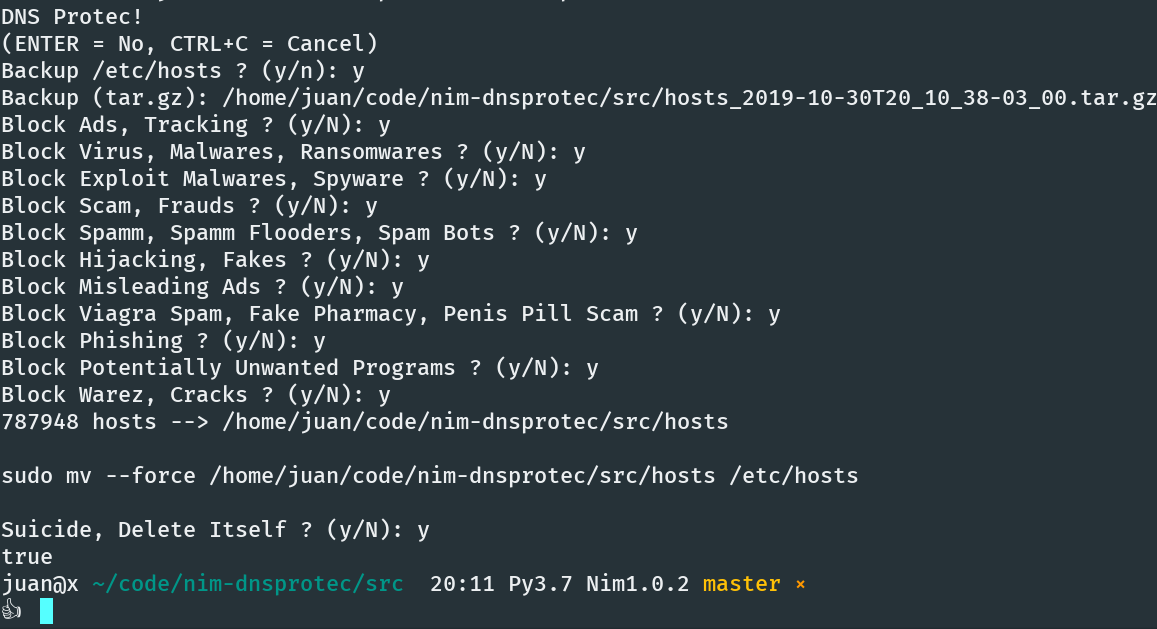 DNS Protec!
(ENTER = No, CTRL+C = Cancel)
Backup /etc/hosts ? (y/n): y
Backup (tar.gz): /home/juan/code/nim-dnsprotec/src/hosts_2019-10-30T20_10_38-03_00.tar.gz
Block Ads, Tracking ? (y/N): y
Block Virus, Malwares, Ransomwares ? (y/N): y
Block Exploit Malwares, Spyware ? (y/N): y
Block Scam, Frauds ? (y/N): y
Block Spamm, Spamm Flooders, Spam Bots ? (y/N): y
Block Hijacking, Fakes ? (y/N): y
Block Misleading Ads ? (y/N): y
Block Viagra Spam, Fake Pharmacy, Penis Pill Scam ? (y/N): y
Block Phishing ? (y/N): y
Block Potentially Unwanted Programs ? (y/N): y
Block Warez, Cracks ? (y/N): y
787948 hosts --> /home/juan/code/nim-dnsprotec/src/hosts
sudo mv --force /home/juan/code/nim-dnsprotec/src/hosts /etc/hosts
Suicide, Delete Itself ? (y/N): y
true
juan@x ~/code/nim-dnsprotec/src 20:11 Py3.7 Nim1.0.2 master ×
👍